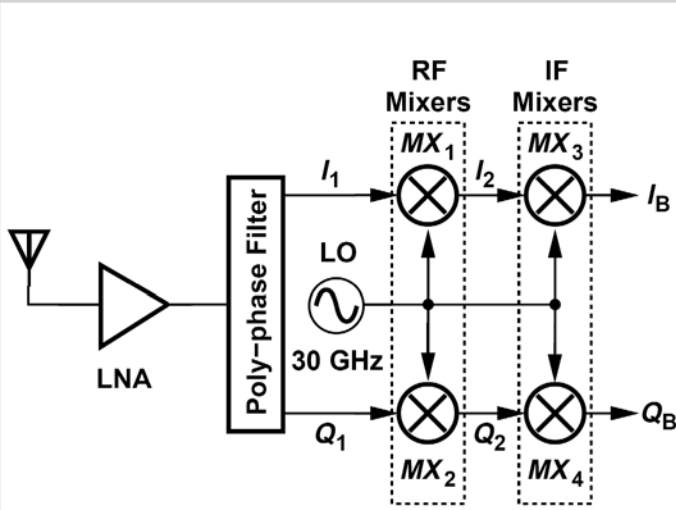 RF
Mixers
IF
Mixers
MX1
MX3
I1
I2
IB
Poly-phase Filter
LO
30 GHz
LNA
Q1
Q2
QB
MX2
MX4